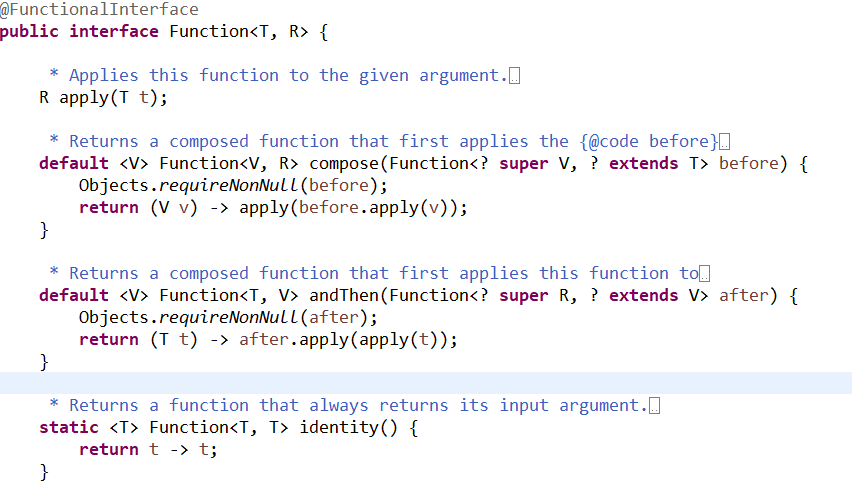 @FunctionalInterface
public interface Function<T, R> {
* Applies this function to the given argument.
R apply(T t);
* Returns a composed function that first applies the {@code before}
default <V> Function<V, R> compose(Function<? super V, ? extends T> before) {
Objects.requireNonNull(before);
return (V v) -> apply(before.apply(v));
}
* Returns a composed function that first applies this function to
default <V> Function<T, V> andThen(Function<? super R, ? extends V> after) {
Objects.requireNonNull(after);
return (T t) -> after.apply(apply(t));
}
* Returns a function that always returns its input argument.
static <T> Function<T, T> identity() {
return t -> t;
}